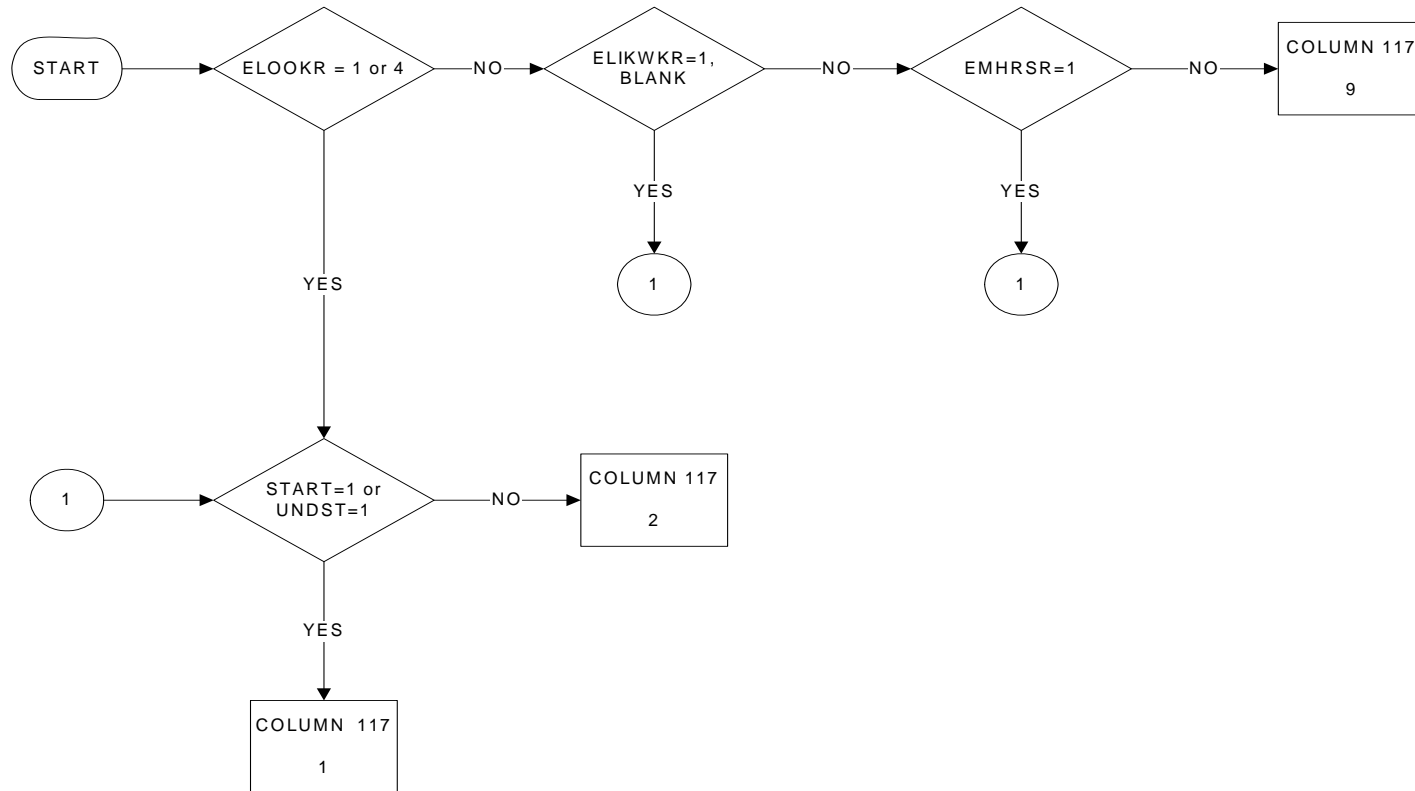 START
ELOOKR = 1 or 4
NO
ELIKWKR=1,
BLANK
NO
EMHRSR=1
NO
COLUMN 117
9
YES
YES
YES
1
1
1
START=1 or
UNDST=1
NO
COLUMN 117
2
YES
COLUMN 117
1